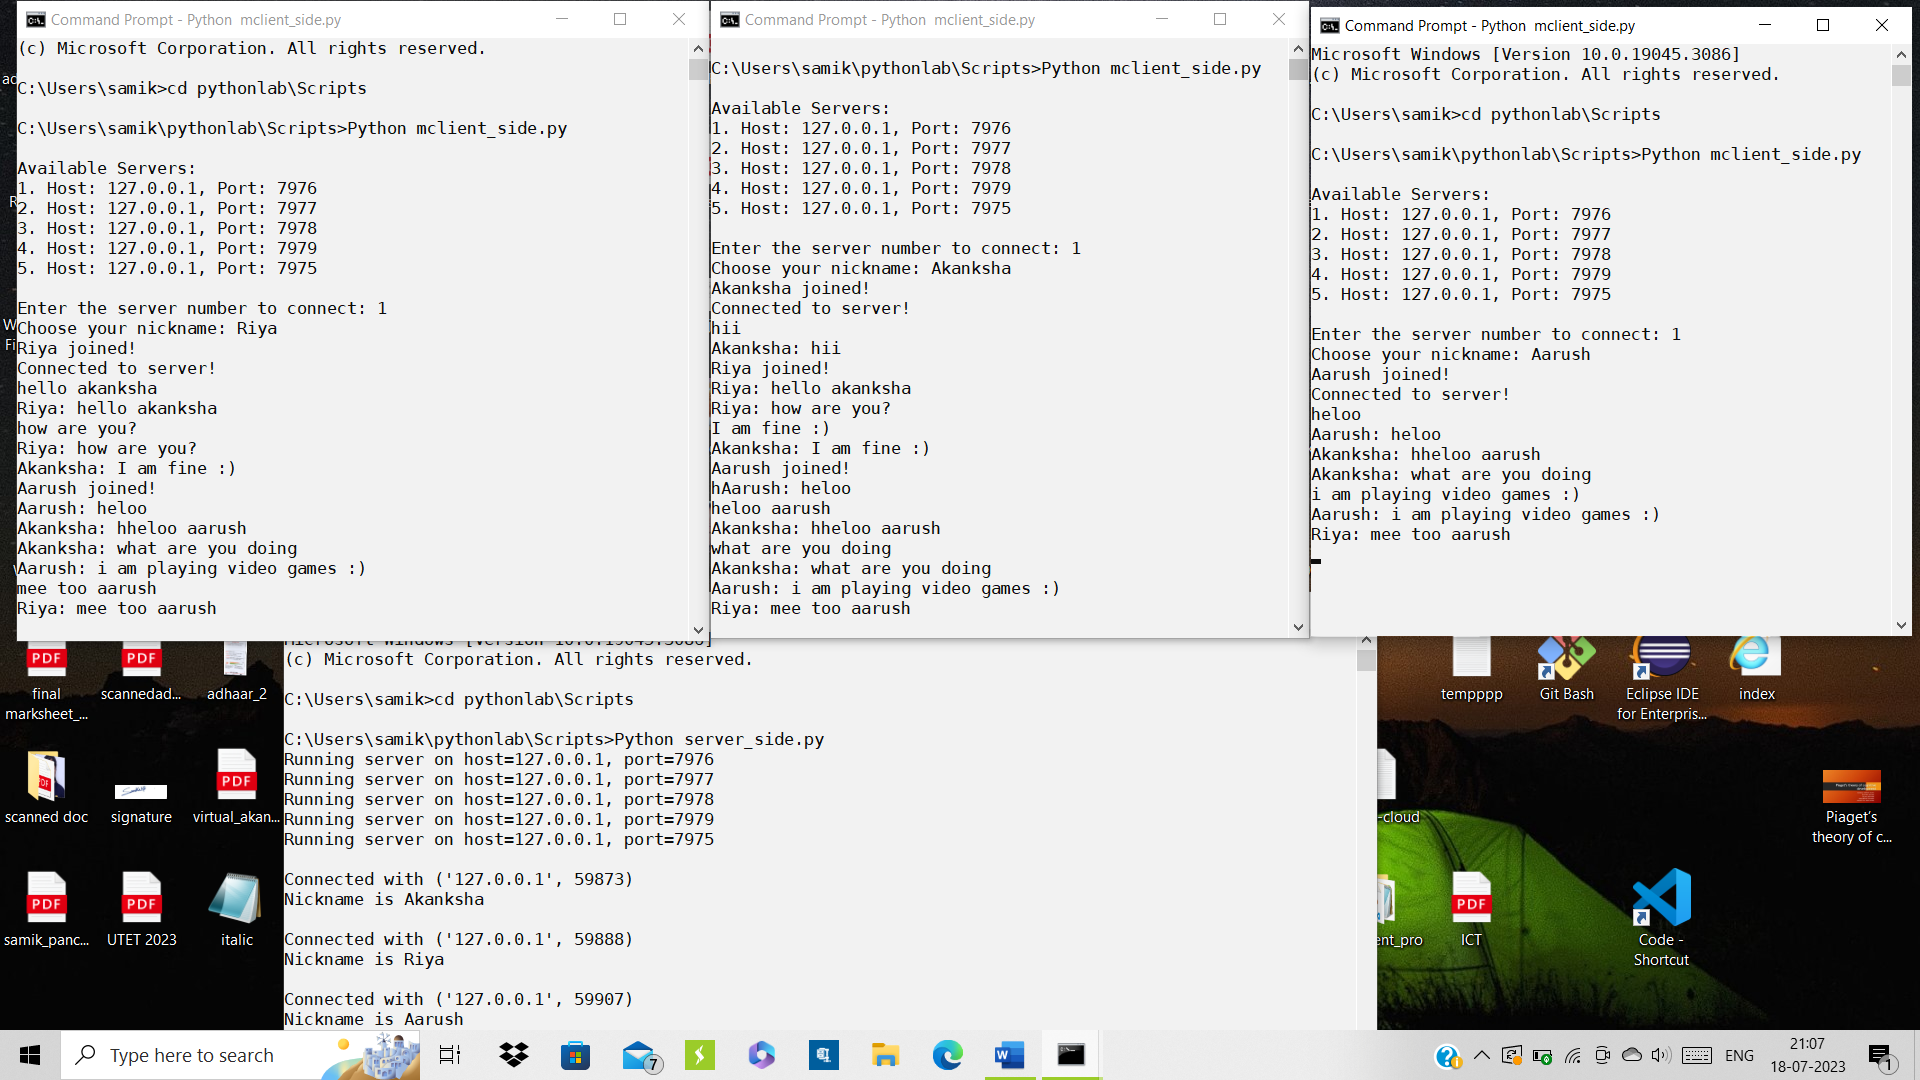 Command Prompt - Python  mclient_side.py
(c) Microsoft Corporation. All rights reserved.
C:\Users\samik>cd pythonlab\Scripts
C:\Users\samik\pythonlab\Scripts>Python mclient_side.py
Available Servers:
1. Host: 127.0.0.1, Port: 7976
2. Host: 127.0.0.1, Port: 7977
3. Host: 127.0.0.1, Port: 7978
4. Host: 127.0.0.1, Port: 7979
5. Host: 127.0.0.1, Port: 7975
Enter the server number to connect: 1
Choose your nickname: Riya
Riya joined!
Connected to server!
hello akanksha
Riya: hello akanksha
how are you?
Riya: how are you?
Akanksha: I am fine :)
Aarush joined!
Aarush: heloo
Akanksha: hheloo aarush
Akanksha: what are you doing
Aarush: i am playing video games :)
mee too aarush
Riya: mee too aarush
Command Prompt - Python  mclient_side.py
C:\Users\samik\pythonlab\Scripts>Python mclient_side.py
Available Servers:
1. Host: 127.0.0.1, Port: 7976
2. Host: 127.0.0.1, Port: 7977
3. Host: 127.0.0.1, Port: 7978
4. Host: 127.0.0.1, Port: 7979
5. Host: 127.0.0.1, Port: 7975
Enter the server number to connect: 1
Choose your nickname: Akanksha
Akanksha joined!
Connected to server!
hii
Akanksha: hii
Riya joined!
Riya: hello akanksha
Riya: how are you?
I am fine :)
Akanksha: I am fine :)
Aarush joined!
hAarush: heloo
heloo aarush
Akanksha: hheloo aarush
what are you doing
Akanksha: what are you doing
Aarush: i am playing video games :)
Riya: mee too aarush
Command Prompt - Python  mclient_side.py
Microsoft Windows [Version 10.0.19045.3086]
(c) Microsoft Corporation. All rights reserved.
C:\Users\samik>cd pythonlab\Scripts
C:\Users\samik\pythonlab\Scripts>Python mclient_side.py
Available Servers:
1. Host: 127.0.0.1, Port: 7976
2. Host: 127.0.0.1, Port: 7977
3. Host: 127.0.0.1, Port: 7978
4. Host: 127.0.0.1, Port: 7979
5. Host: 127.0.0.1, Port: 7975
Enter the server number to connect: 1
Choose your nickname: Aarush
Aarush joined!
Connected to server!
heloo
Aarush: heloo
Akanksha: hheloo aarush
Akanksha: what are you doing
i am playing video games :)
Aarush: i am playing video games :)
Riya: mee too aarush
Microsoft Windows [Version 10.0.19045.3086]
(c) Microsoft Corporation. All rights reserved.
C:\Users\samik>cd pythonlab\Scripts
C:\Users\samik\pythonlab\Scripts>Python server_side.py
Running server on host=127.0.0.1, port=7976
Running server on host=127.0.0.1, port=7977
Running server on host=127.0.0.1, port=7978
Running server on host=127.0.0.1, port=7979
Running server on host=127.0.0.1, port=7975
Connected with ('127.0.0.1', 59873)
Nickname is Akanksha
Connected with ('127.0.0.1', 59888)
Nickname is Riya
Connected with ('127.0.0.1', 59907)
Nickname is Aarush
PDF
final
marksheet_...
PDF
scannedad...
adhaar_2
PDF
scanned doc
signature
PDF
virtual_akan...
PDF
samik_panc...
PDF
UTET 2023
italic
tempppp
Git Bash
Eclipse IDE
for Enterpris...
index
-cloud
Piaget's
theory of c...
ent_pro
PDF
ICT
Code -
Shortcut
Type here to search
7
ENG
21:07
18-07-2023
1